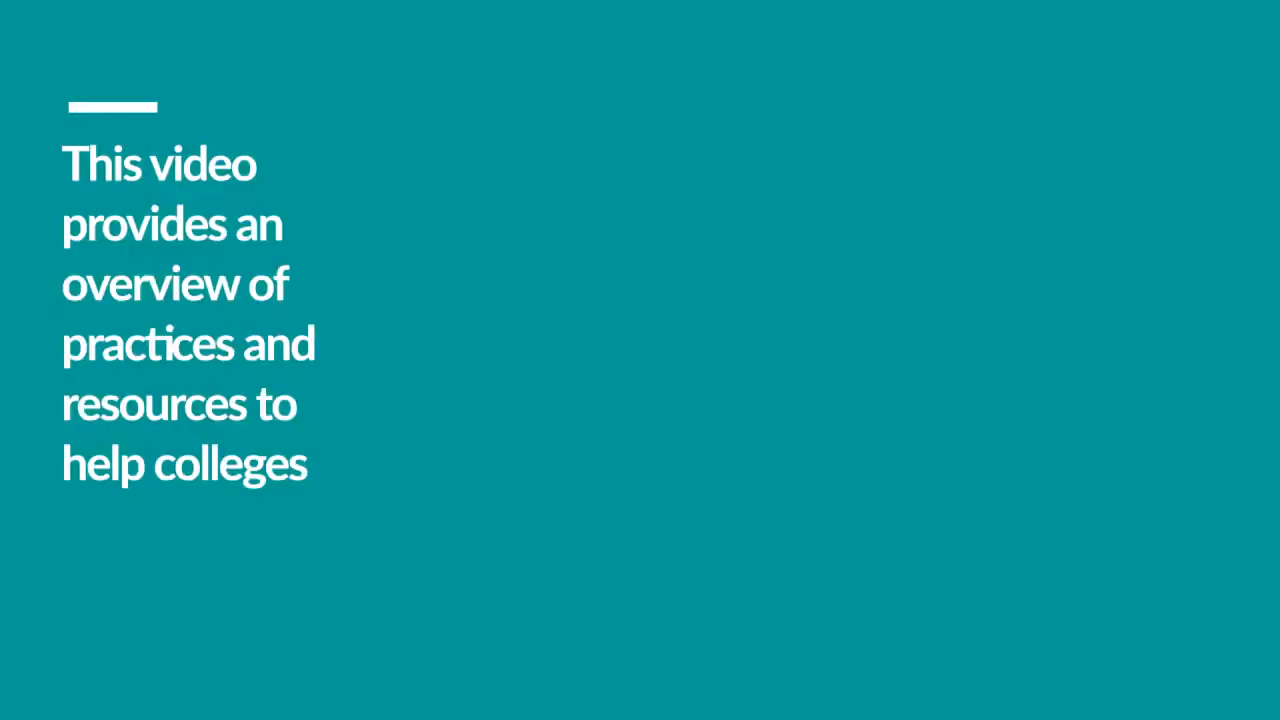 This video
provides an
overview of
practices and
resources to
help colleges